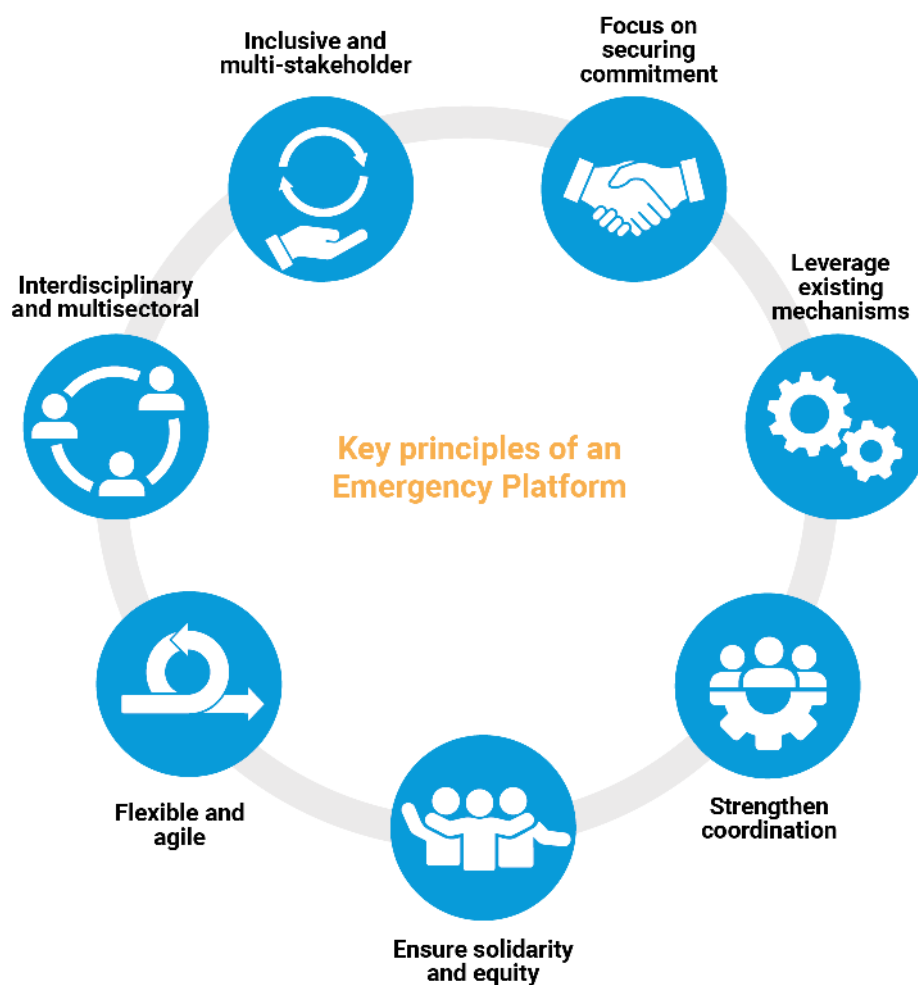 Inclusive and
multi-stakeholder
Focus on
securing
commitment
Interdisciplinary
and multisectoral
Leverage
existing
mechanisms
Key principles of an
Emergency Platform
Flexible and
agile
Strengthen
coordination
Ensure solidarity
and equity